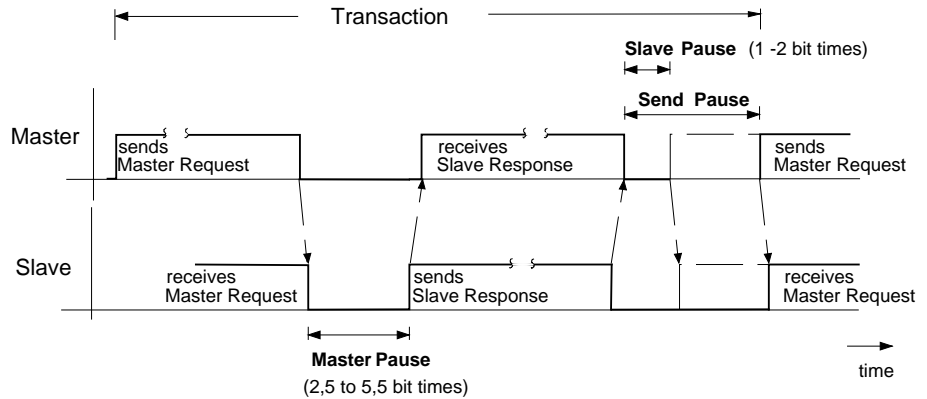 Transaction
Slave Pause (1 -2 bit times)
Send Pause
Master
sends
Master Request
receives
Slave Response
sends
Master Request
Slave
receives
Master Request
sends
Slave Response
receives
Master Request
Master Pause
(2,5 to 5,5 bit times)
time